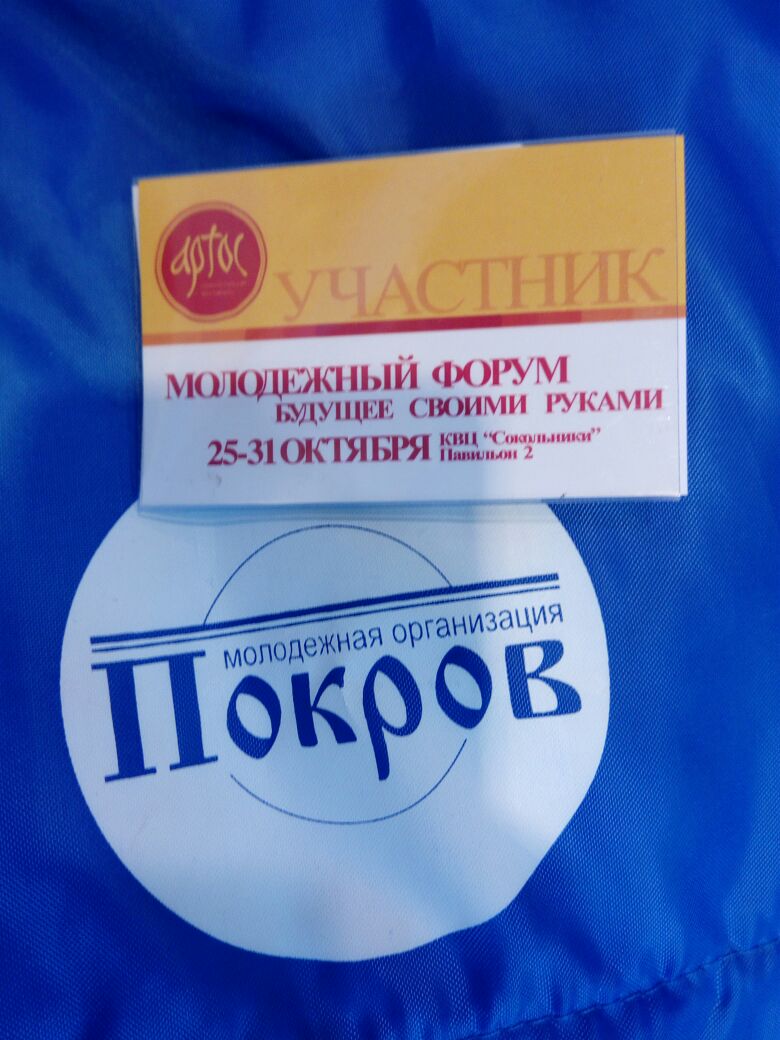 артос
УЧАСТНИК
МОЛОДЕЖНЫЙ ФОРУМ
БУДУЩЕЕ СВОИМИ РУКАМИ
25-31 ОКТЯБРЯ КВЦ "Сокольники"
Павильон 2
молодежная организация
Покров